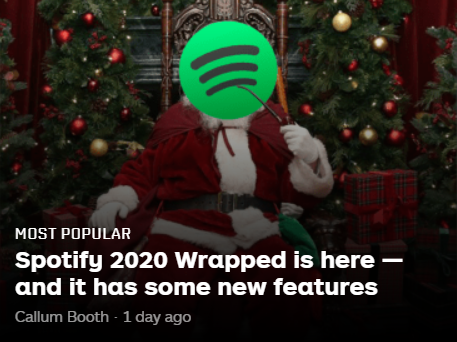 MOST POPULAR
Spotify 2020 Wrapped is here —
and it has some new features
Callum Booth · 1 day ago